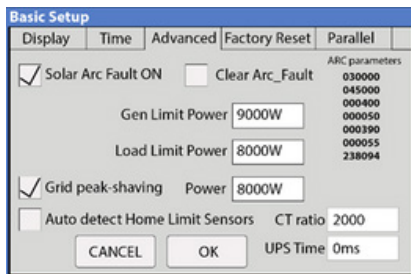 Basic Setup
Display Time Advanced Factory Reset Parallel
ARC parameters
030000
045000
000400
000050
000390
000055
238094
Solar Arc Fault ON Clear Arc_Fault
Gen Limit Power 9000W
Load Limit Power 8000W
Grid peak-shaving Power 8000W
Auto detect Home Limit Sensors CT ratio 2000
CANCEL OK UPS Time 0ms